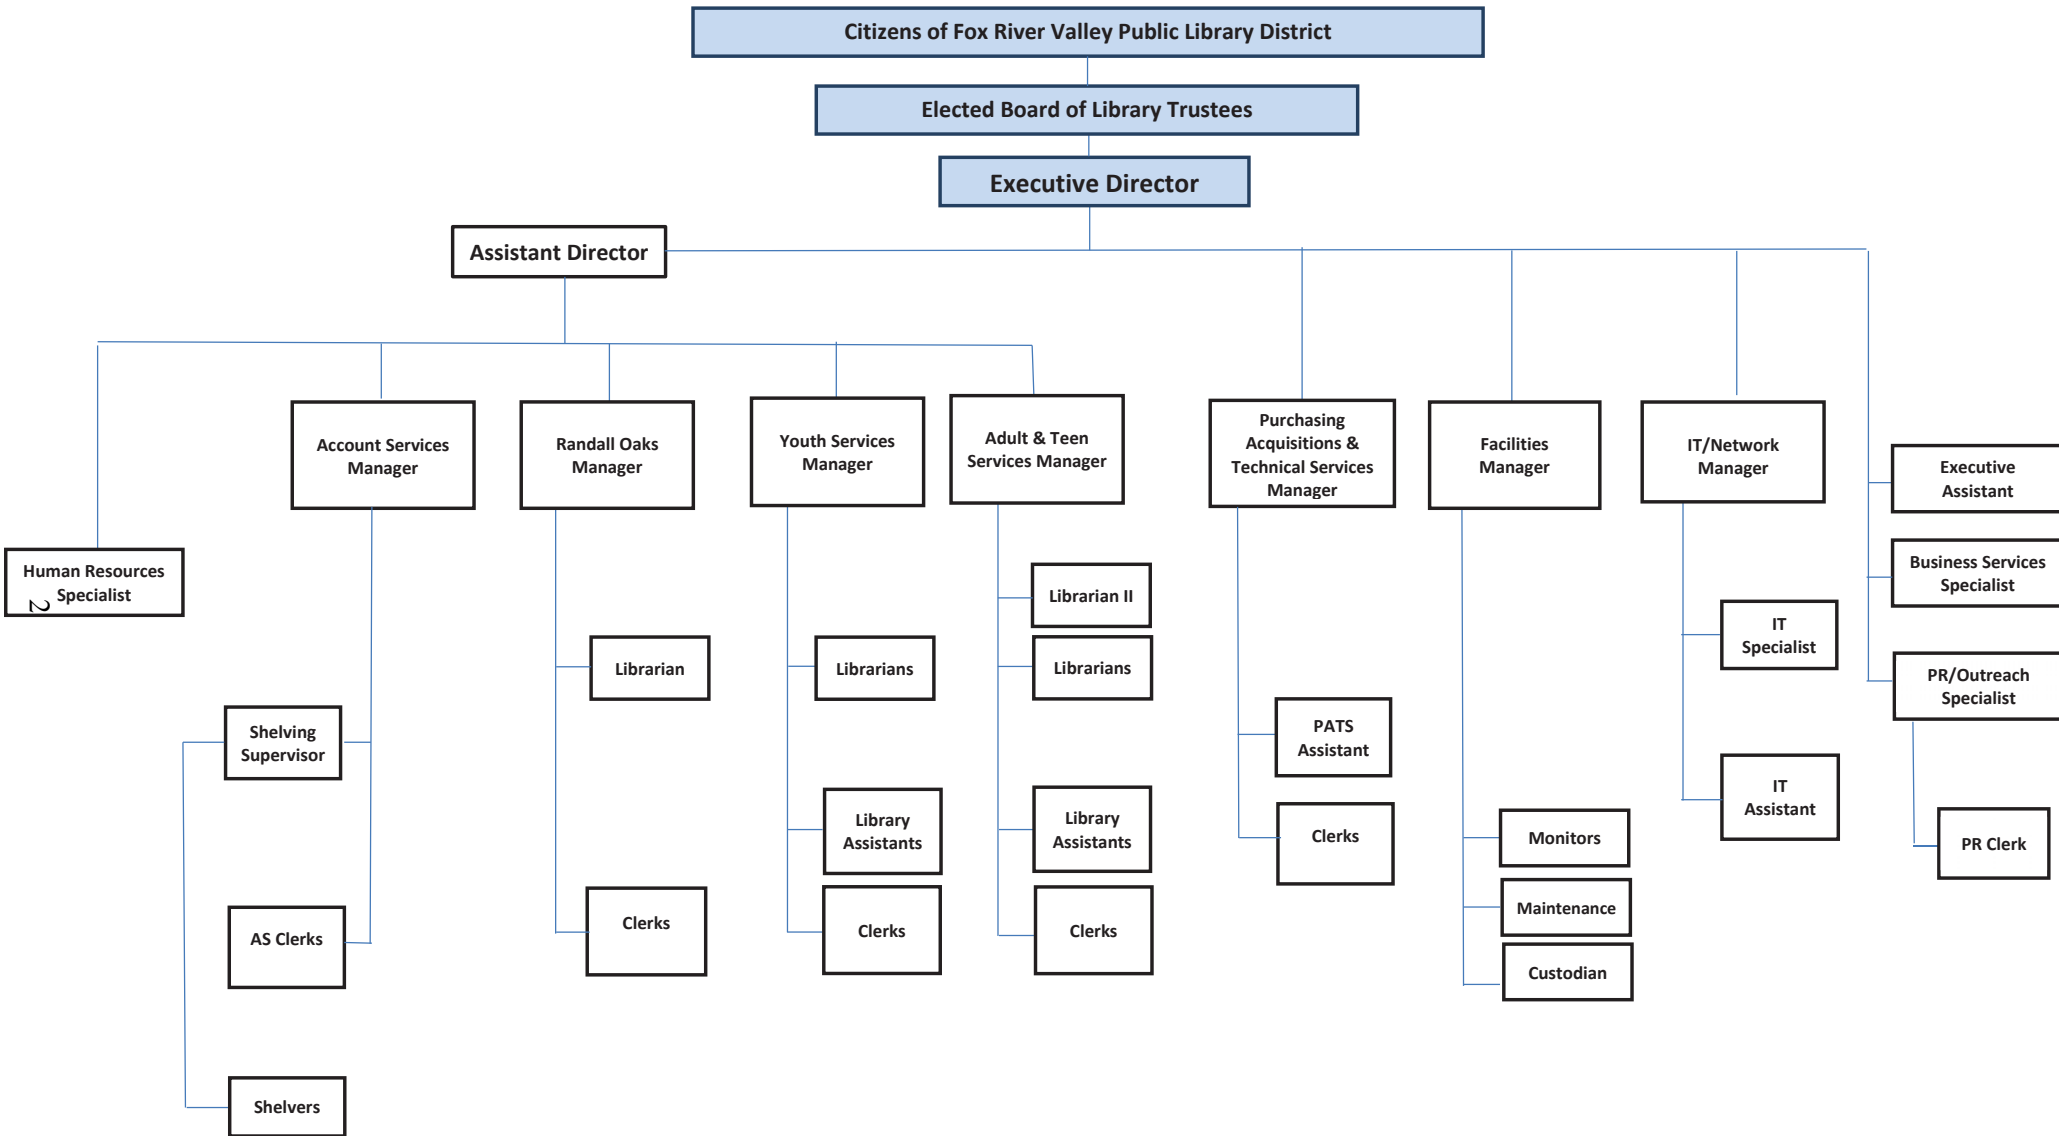 Citizens of Fox River Valley Public Library District
Elected Board of Library Trustees
Executive Director
Assistant Director
Account Services
Manager
Randall Oaks
Manager
Youth Services
Manager
Adult & Teen
Services Manager
Purchasing
Acquisitions &
Technical Services
Manager
Facilities
Manager
IT/Network
Manager
Executive
Assistant
Human Resources
Specialist
2
Business Services
Specialist
PR/Outreach
Specialist
Shelving
Supervisor
AS Clerks
Shelvers
Librarian
Clerks
Librarians
Library
Assistants
Clerks
Librarian II
Librarians
Library
Assistants
Clerks
PATS
Assistant
Clerks
Monitors
Maintenance
Custodian
IT
Specialist
IT
Assistant
PR Clerk